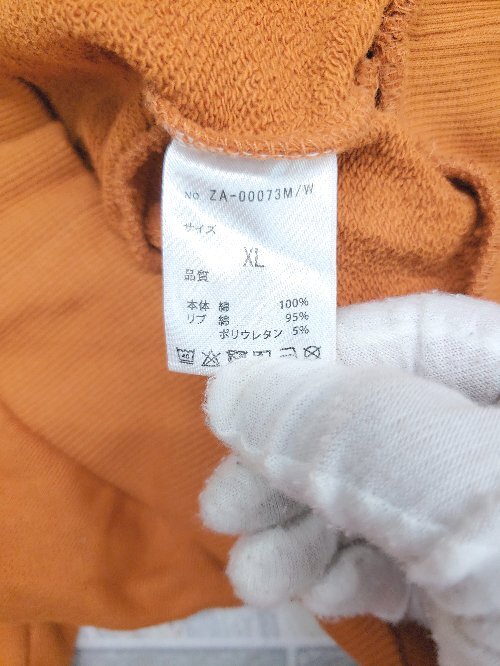 No. ZA-00073M/W
サイズ
XL
品質
本体 綿 100%
リブ 綿 95%
ポリウレタン 5%